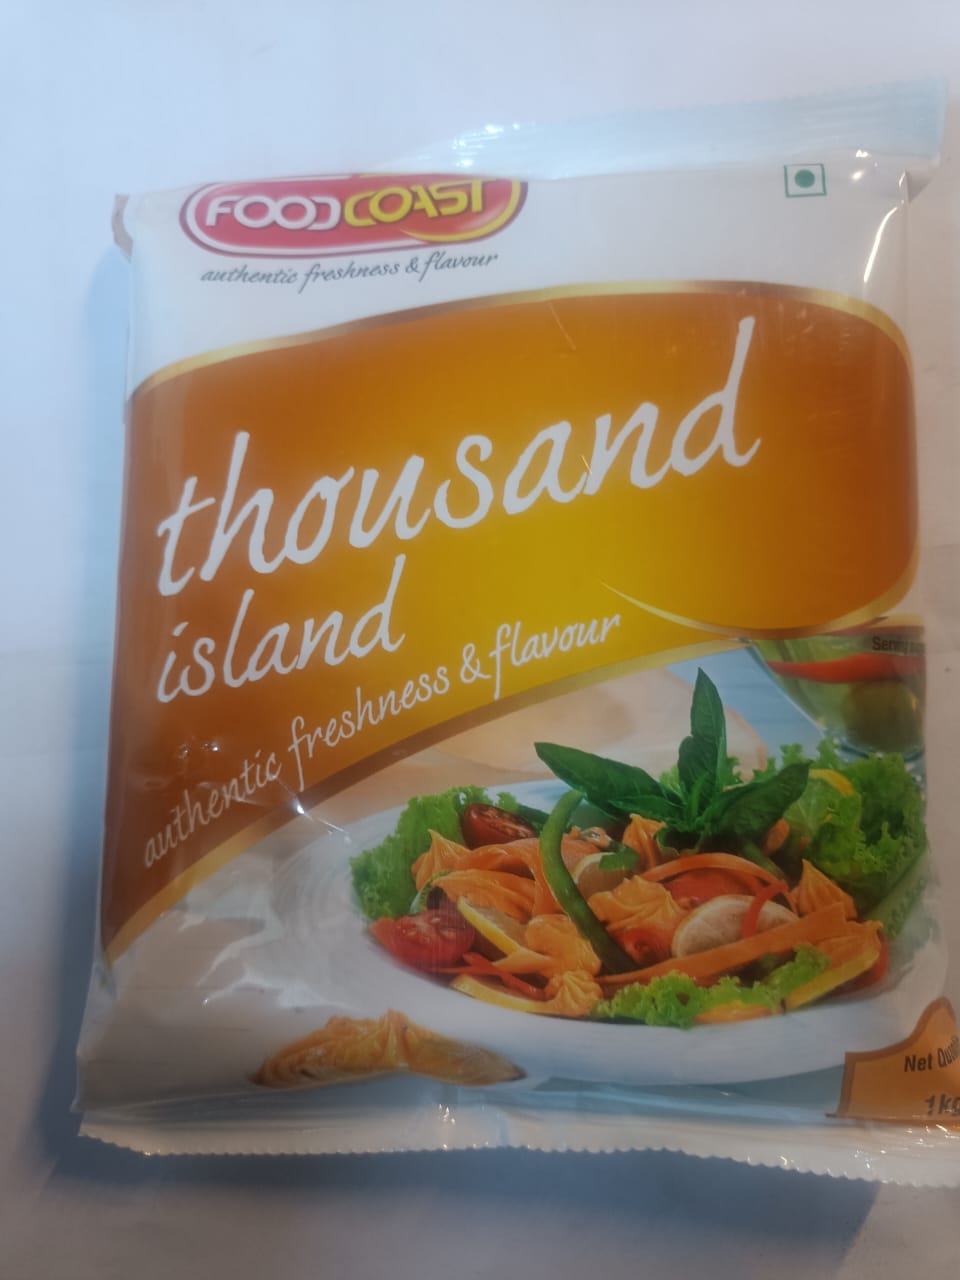 FOODCOAST
authentic freshness & flavour
thousand
island
authentic freshness & flavour
Net
1kg